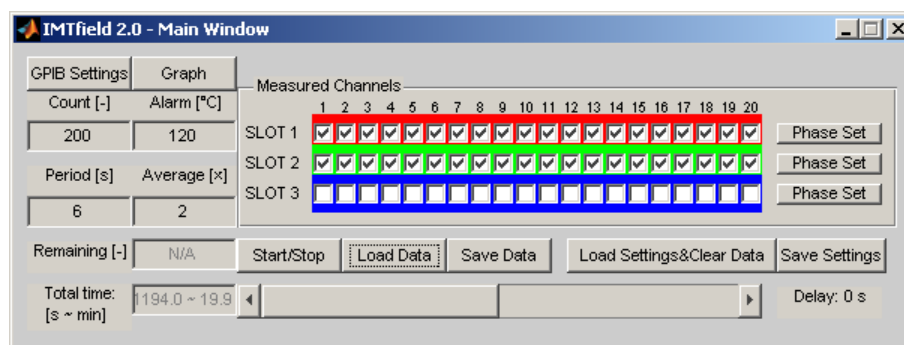 IMTfield 2.0 - Main Window
GPIB Settings Graph
Measured Channels
Count [-] Alarm [°C]
1 2 3 4 5 6 7 8 9 10 11 12 13 14 15 16 17 18 19 20
200 120
SLOT 1 Phase Set
SLOT 2 Phase Set
Period [s] Average [x]
SLOT 3 Phase Set
6 2
Remaining [-] N/A Start/Stop Load Data Save Data Load Settings&Clear Data Save Settings
Total time: 1194.0 ~ 19.9 Delay: 0 s
[s ~ min]